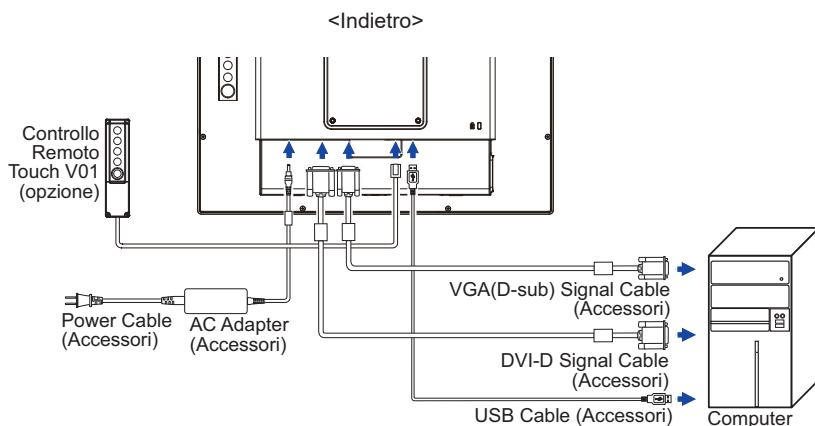 <Indietro>
Controllo
Remoto
Touch V01
(opzione)
VGA(D-sub) Signal Cable
(Accessori)
Power Cable
(Accessori)
AC Adapter
(Accessori)
DVI-D Signal Cable
(Accessori)
USB Cable (Accessori)
Computer